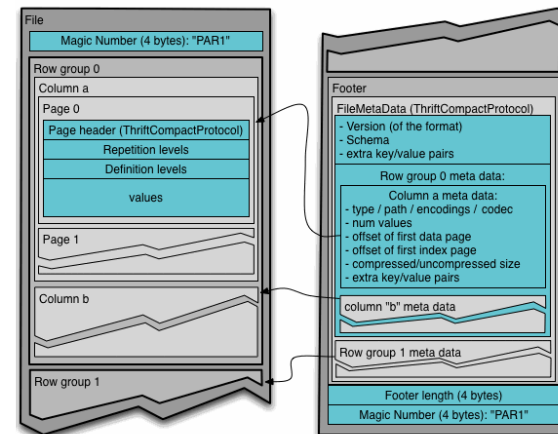 File
Magic Number (4 bytes): "PAR1"
Row group 0
Column a
Page 0
Page header (ThriftCompactProtocol)
Repetition levels
Definition levels
values
Page 1
Column b
Row group 1
Footer
FileMetaData (ThriftCompactProtocol)
- Version (of the format)
- Schema
- extra key/value pairs
Row group 0 meta data:
Column a meta data:
- type / path / encodings / codec
- num values
- offset of first data page
- offset of first index page
- compressed/uncompressed size
- extra key/value pairs
column "b" meta data
Row group 1 meta data
Footer length (4 bytes)
Magic Number (4 bytes): "PAR1"